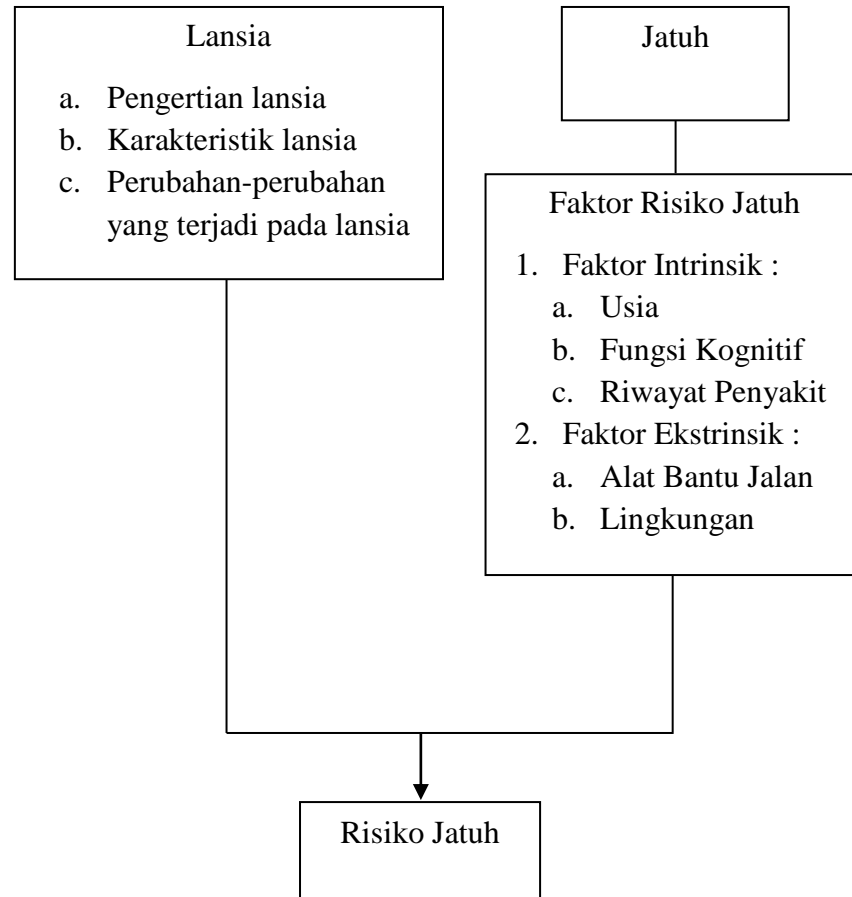 Lansia
a. Pengertian lansia
b. Karakteristik lansia
c. Perubahan-perubahan
yang terjadi pada lansia
Jatuh
Faktor Risiko Jatuh
1. Faktor Intrinsik :
a. Usia
b. Fungsi Kognitif
c. Riwayat Penyakit
2. Faktor Ekstrinsik :
a. Alat Bantu Jalan
b. Lingkungan
Risiko Jatuh